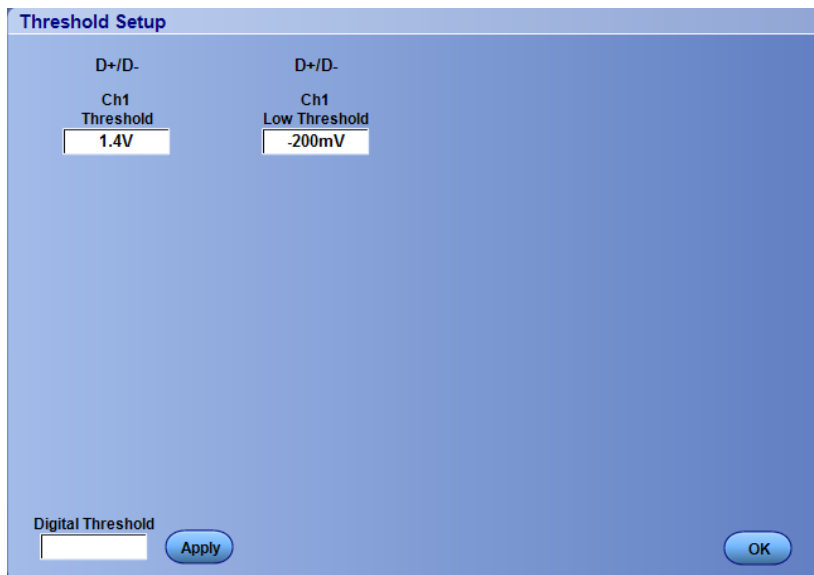 Threshold Setup
D+/D- D+/D-
Ch1 Ch1
Threshold Low Threshold
1.4V -200mV
Digital Threshold
Apply OK